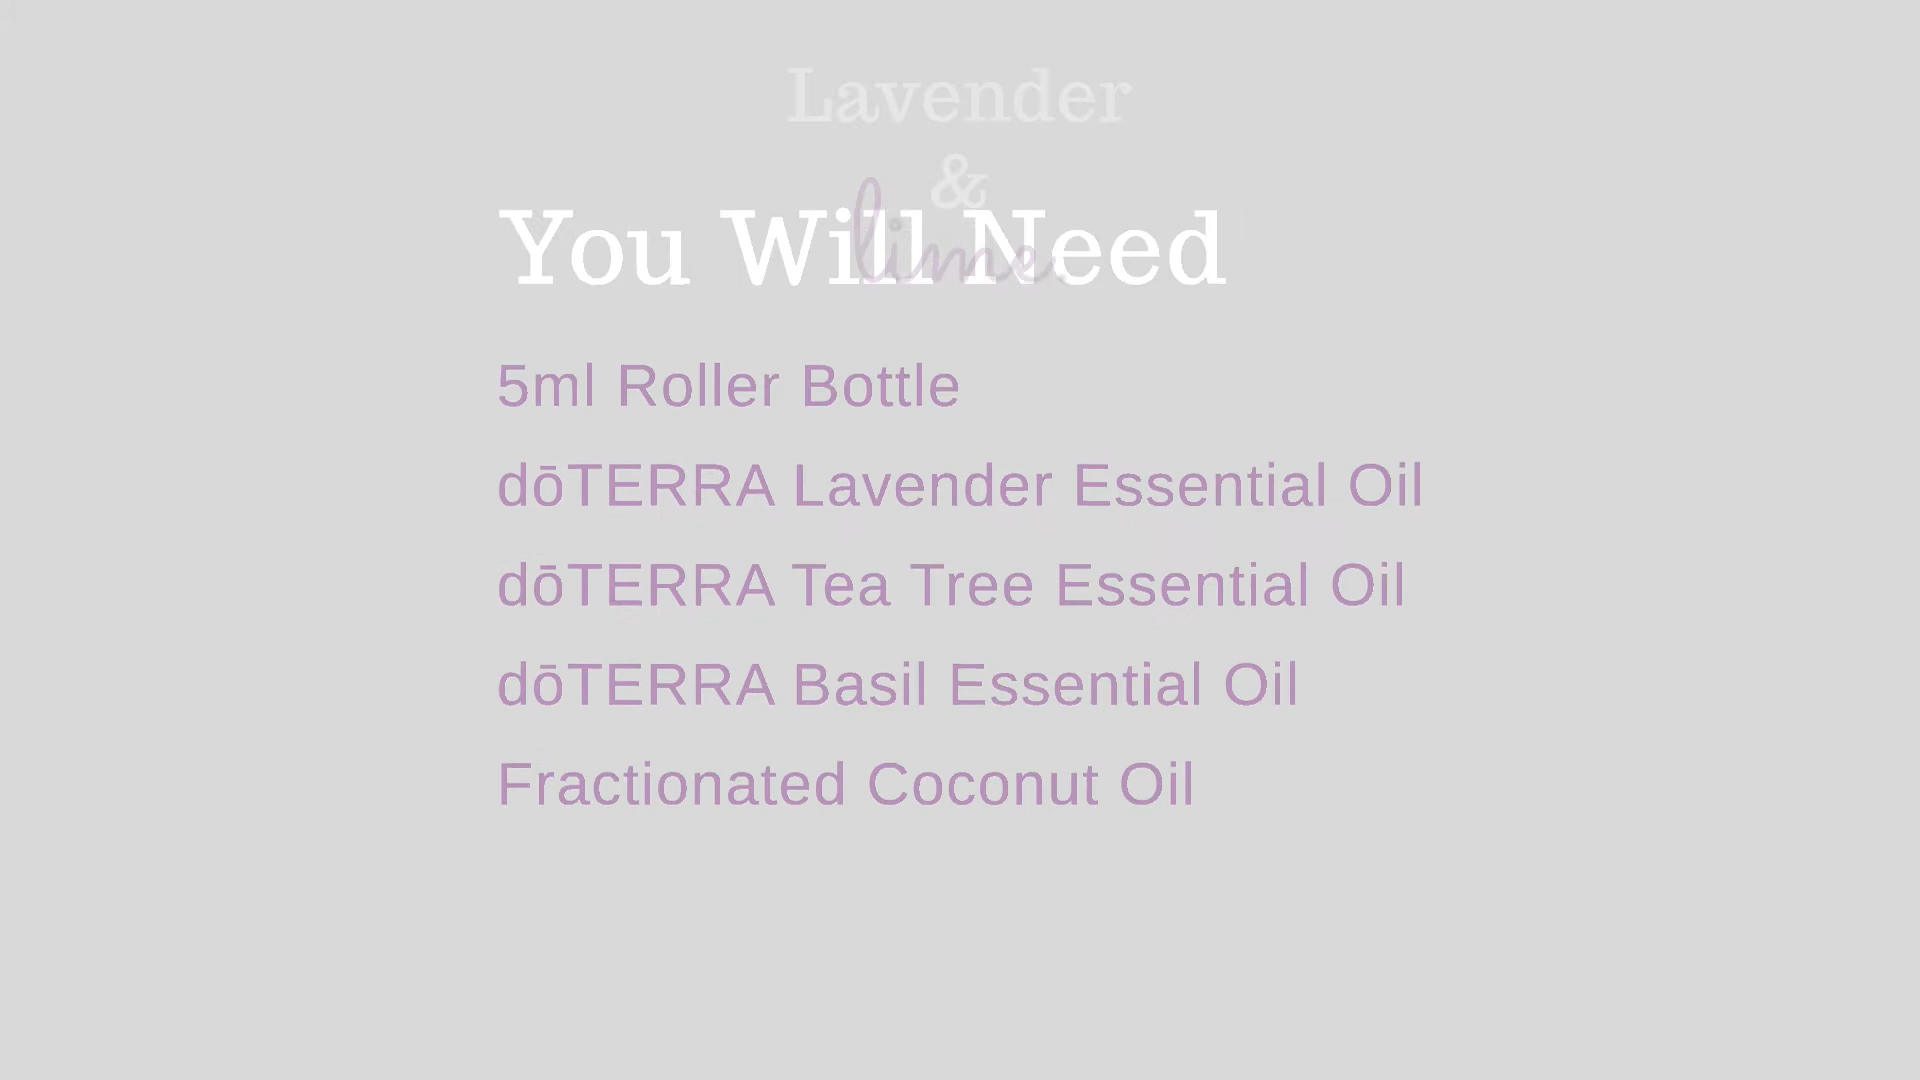 Lavender
&
lime.
You Will Need
5ml Roller Bottle
dōTERRA Lavender Essential Oil
dōTERRA Tea Tree Essential Oil
dōTERRA Basil Essential Oil
Fractionated Coconut Oil